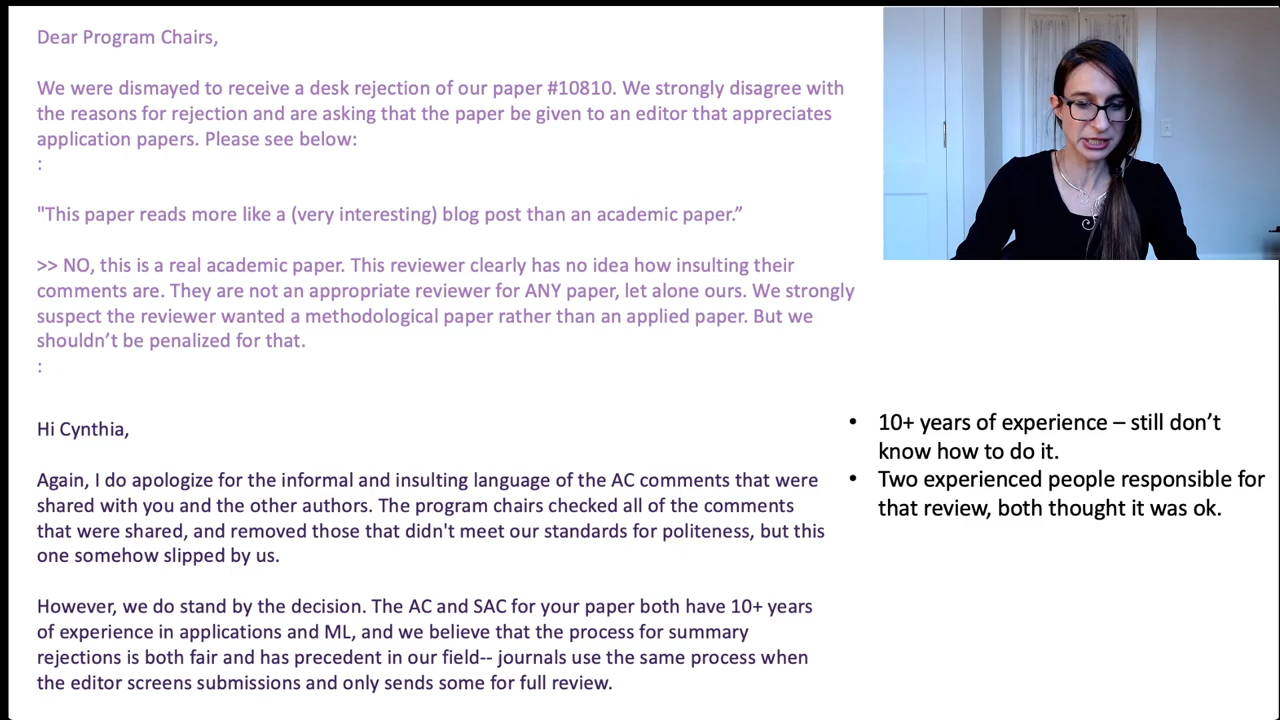 Dear Program Chairs,
We were dismayed to receive a desk rejection of our paper #10810. We strongly disagree with
the reasons for rejection and are asking that the paper be given to an editor that appreciates
application papers. Please see below:
:
"This paper reads more like a (very interesting) blog post than an academic paper.”
>> NO, this is a real academic paper. This reviewer clearly has no idea how insulting their
comments are. They are not an appropriate reviewer for ANY paper, let alone ours. We strongly
suspect the reviewer wanted a methodological paper rather than an applied paper. But we
shouldn’t be penalized for that.
:
Hi Cynthia,
Again, I do apologize for the informal and insulting language of the AC comments that were
shared with you and the other authors. The program chairs checked all of the comments
that were shared, and removed those that didn't meet our standards for politeness, but this
one somehow slipped by us.
However, we do stand by the decision. The AC and SAC for your paper both have 10+ years
of experience in applications and ML, and we believe that the process for summary
rejections is both fair and has precedent in our field-- journals use the same process when
the editor screens submissions and only sends some for full review.
• 10+ years of experience – still don’t
know how to do it.
• Two experienced people responsible for
that review, both thought it was ok.